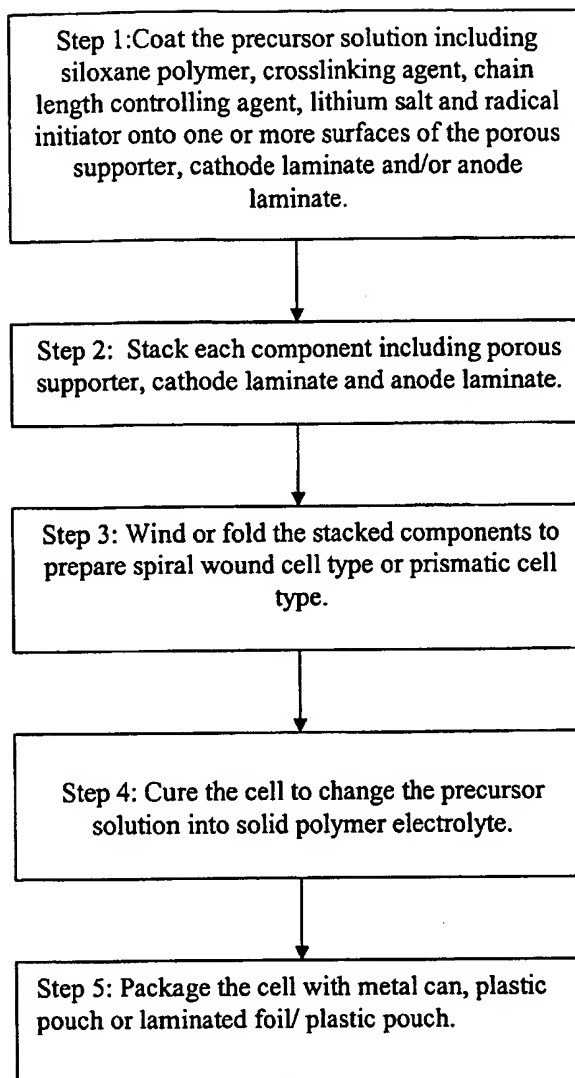 Step 1:Coat the precursor solution including
siloxane polymer, crosslinking agent, chain
length controlling agent, lithium salt and radical
initiator onto one or more surfaces of the porous
supporter, cathode laminate and/or anode
laminate.
Step 2: Stack each component including porous
supporter, cathode laminate and anode laminate.
Step 3: Wind or fold the stacked components to
prepare spiral wound cell type or prismatic cell
type.
Step 4: Cure the cell to change the precursor
solution into solid polymer electrolyte.
Step 5: Package the cell with metal can, plastic
pouch or laminated foil/ plastic pouch.